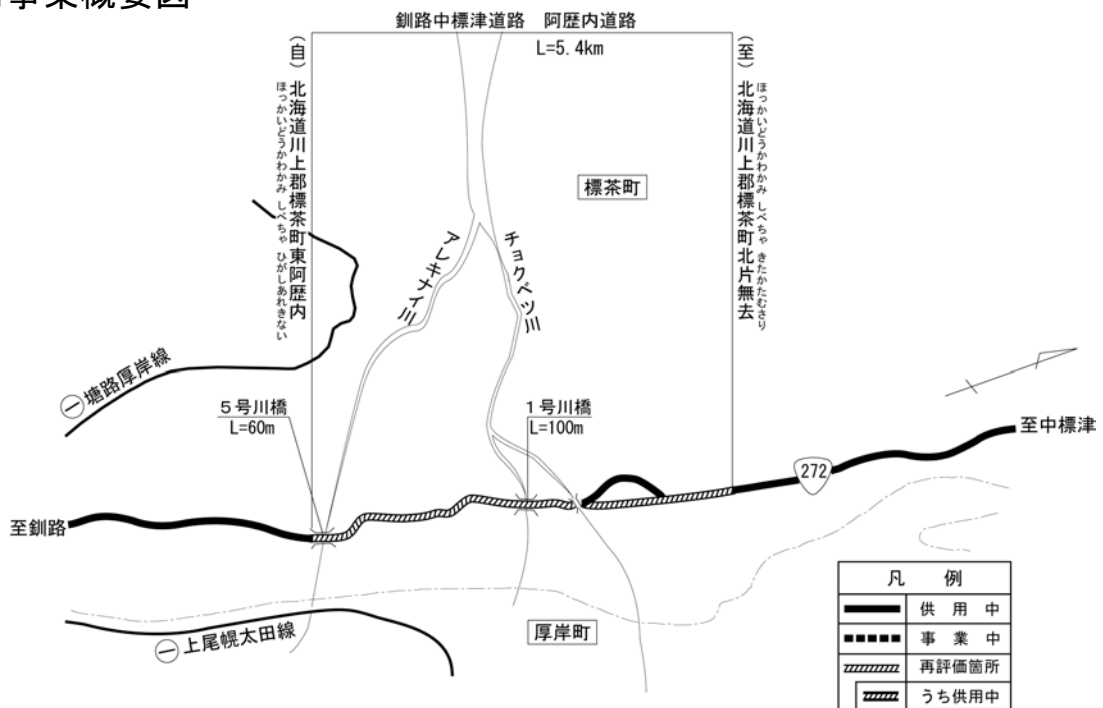 釧路中標津道路　阿歴内道路
L=5.4km
(自)北海道川上郡標茶町東阿歴内
ほっかいどうかわかみ しべちゃ ひがしあれきない
(至)北海道川上郡標茶町北片無去
ほっかいどうかわかみ しべちゃ きたかたむさり
標茶町
アレキナイ川
チョクベツ川
塘路厚岸線
5号川橋
L=60m
1号川橋
L=100m
至中標津
272
至釧路
上尾幌太田線
厚岸町
凡　例
供用中
事業中
再評価箇所
うち供用中